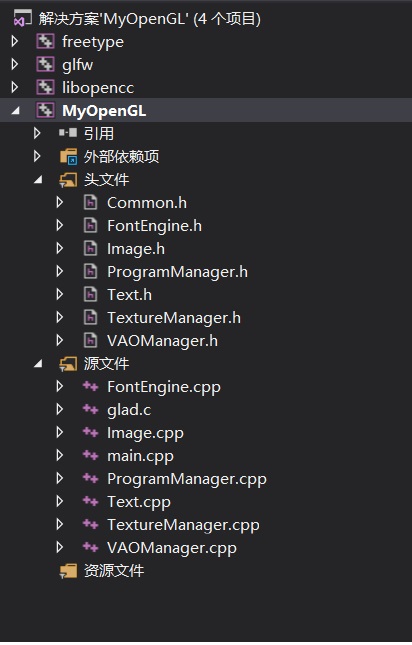 解决方案'MyOpenGL' (4 个项目)
freetype
glfw
libopencc
MyOpenGL
引用
外部依赖项
头文件
Common.h
FontEngine.h
Image.h
ProgramManager.h
Text.h
TextureManager.h
VAOManager.h
源文件
FontEngine.cpp
glad.c
Image.cpp
main.cpp
ProgramManager.cpp
Text.cpp
TextureManager.cpp
VAOManager.cpp
资源文件